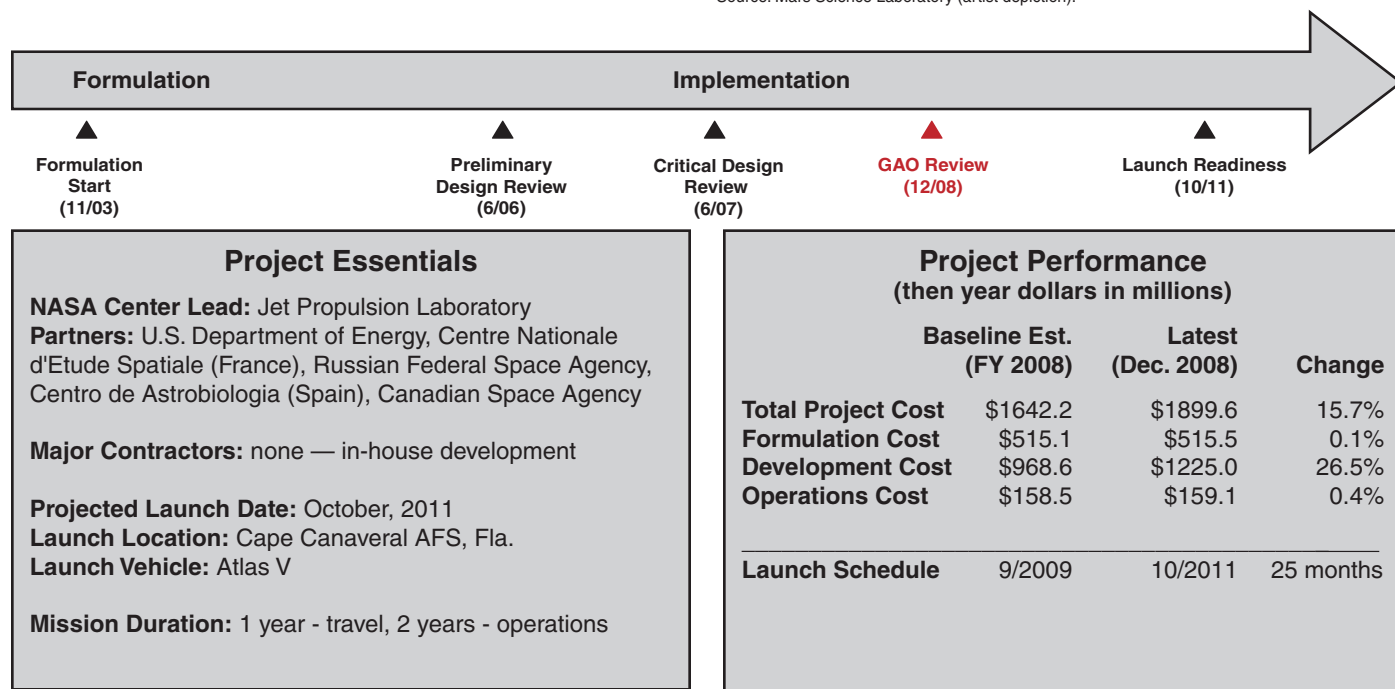 Source: Mars Science Laboratory (artist depiction).
Formulation
Implementation
Formulation
Start
(11/03)
Preliminary
Design Review
(6/06)
Critical Design
Review
(6/07)
GAO Review
(12/08)
Launch Readiness
(10/11)
Project Essentials
NASA Center Lead: Jet Propulsion Laboratory
Partners: U.S. Department of Energy, Centre Nationale
d'Etude Spatiale (France), Russian Federal Space Agency,
Centro de Astrobiologia (Spain), Canadian Space Agency
Major Contractors: none — in-house development
Projected Launch Date: October, 2011
Launch Location: Cape Canaveral AFS, Fla.
Launch Vehicle: Atlas V
Mission Duration: 1 year - travel, 2 years - operations
Project Performance
(then year dollars in millions)
Baseline Est. Latest
(FY 2008) (Dec. 2008) Change
Total Project Cost $1642.2 $1899.6 15.7%
Formulation Cost $515.1 $515.5 0.1%
Development Cost $968.6 $1225.0 26.5%
Operations Cost $158.5 $159.1 0.4%
Launch Schedule 9/2009 10/2011 25 months